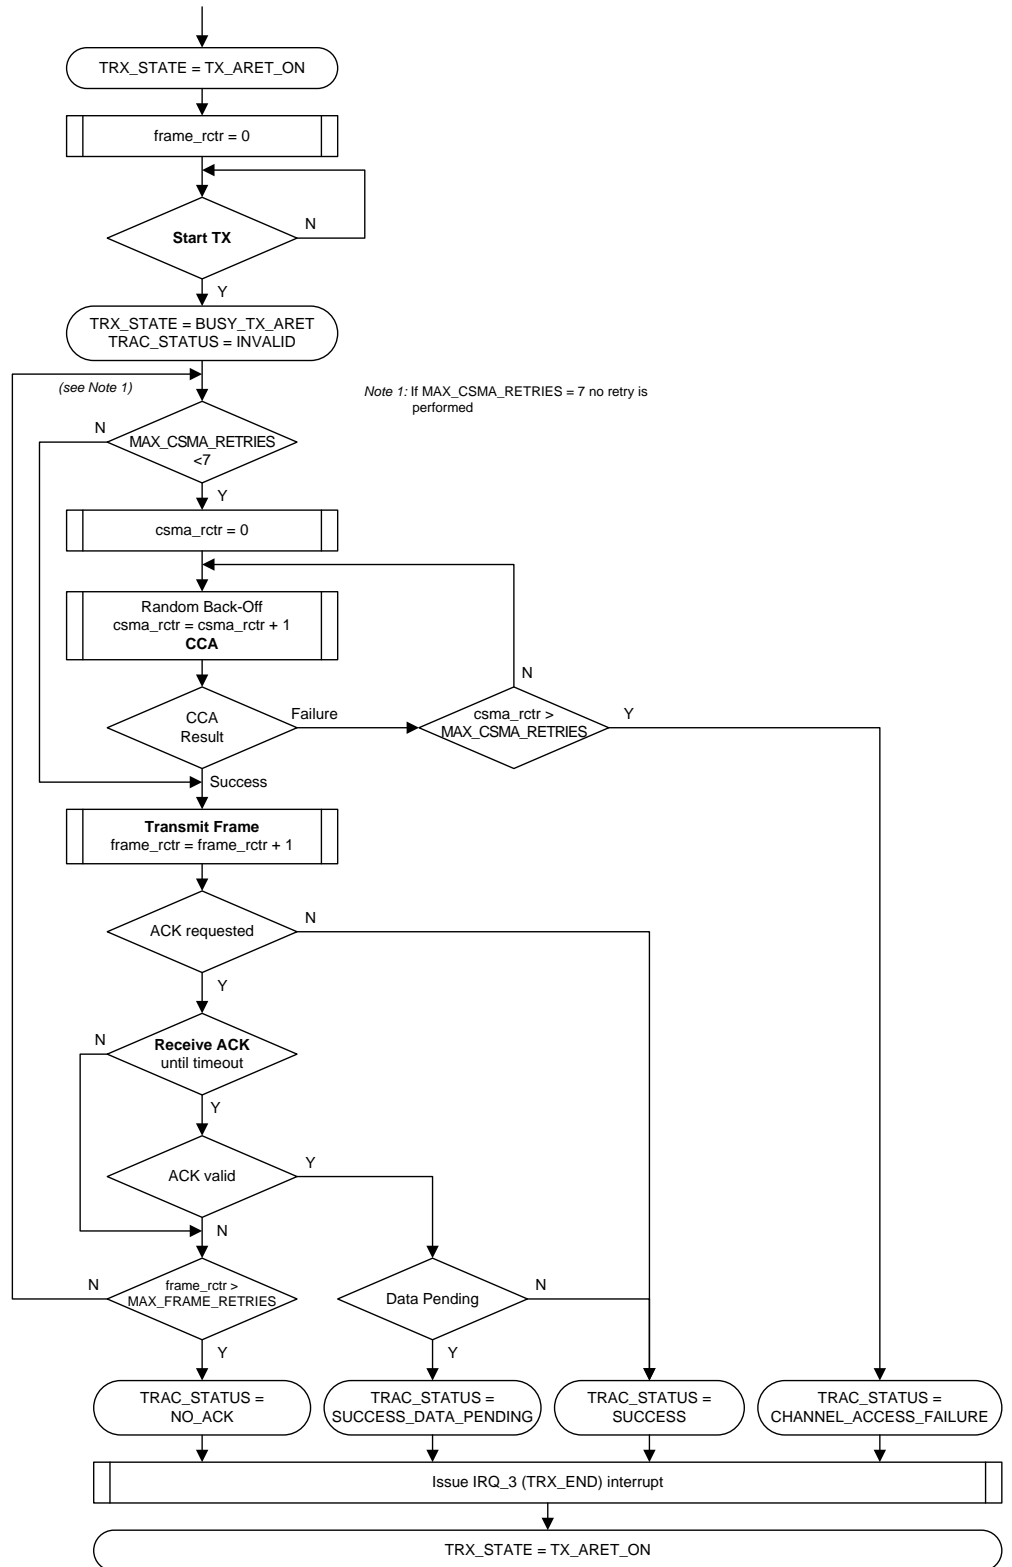 TRX_STATE = TX_ARET_ON
frame_rctr = 0
N
Start TX
Y
TRX_STATE = BUSY_TX_ARET
TRAC_STATUS = INVALID
(see Note 1)
Note 1: If MAX_CSMA_RETRIES = 7 no retry is
performed
N
MAX_CSMA_RETRIES
<7
Y
csma_rctr = 0
Random Back-Off
csma_rctr = csma_rctr + 1
CCA
N
CCA
Result
Failure
csma_rctr >
MAX_CSMA_RETRIES
Y
Success
Transmit Frame
frame_rctr = frame_rctr + 1
ACK requested
N
Y
N
Receive ACK
until timeout
Y
ACK valid
Y
N
N
frame_rctr >
MAX_FRAME_RETRIES
Data Pending
N
Y
Y
TRAC_STATUS =
NO_ACK
TRAC_STATUS =
SUCCESS_DATA_PENDING
TRAC_STATUS =
SUCCESS
TRAC_STATUS =
CHANNEL_ACCESS_FAILURE
Issue IRQ_3 (TRX_END) interrupt
TRX_STATE = TX_ARET_ON